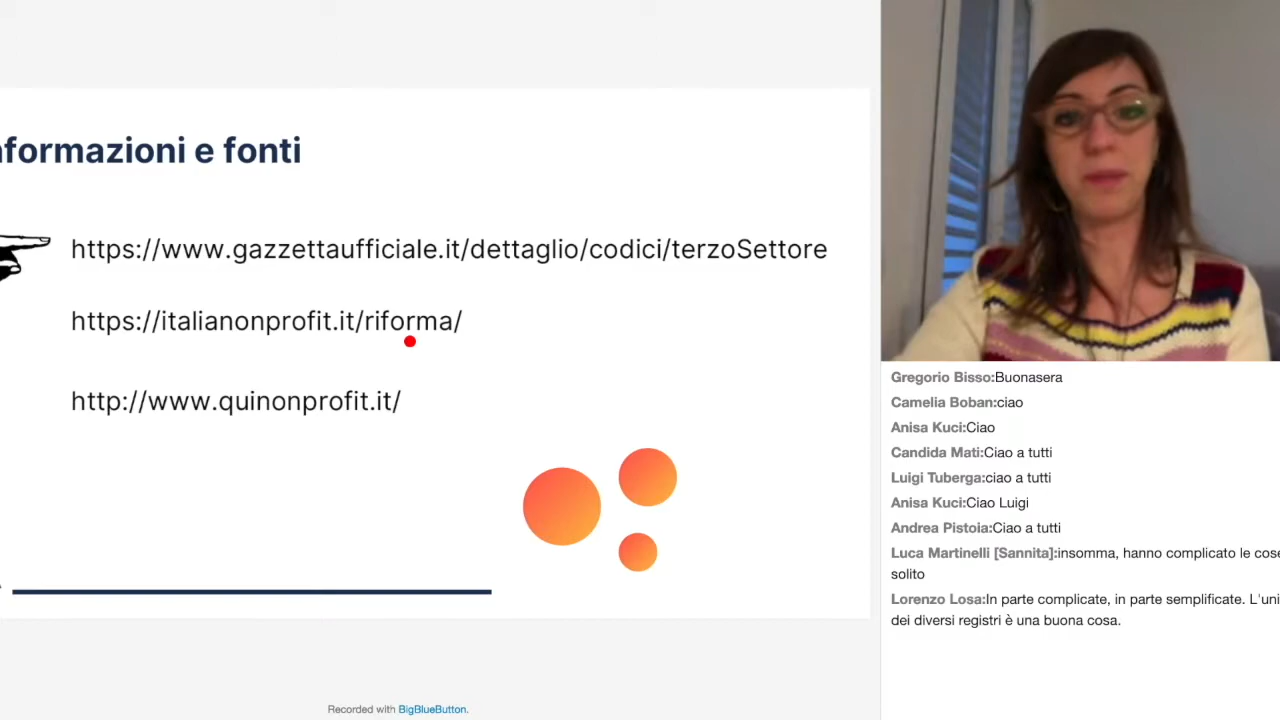 nformazioni e fonti
https://www.gazzettaufficiale.it/dettaglio/codici/terzoSettore
https://italianonprofit.it/riforma/
http://www.quinonprofit.it/
Recorded with BigBlueButton.
Gregorio Bisso:Buonasera
Camelia Boban:ciao
Anisa Kuci:Ciao
Candida Mati:Ciao a tutti
Luigi Tuberga:ciao a tutti
Anisa Kuci:Ciao Luigi
Andrea Pistoia:Ciao a tutti
Luca Martinelli [Sannita]:insomma, hanno complicato le cose
solito
Lorenzo Losa:In parte complicate, in parte semplificate. L'uni
dei diversi registri è una buona cosa.